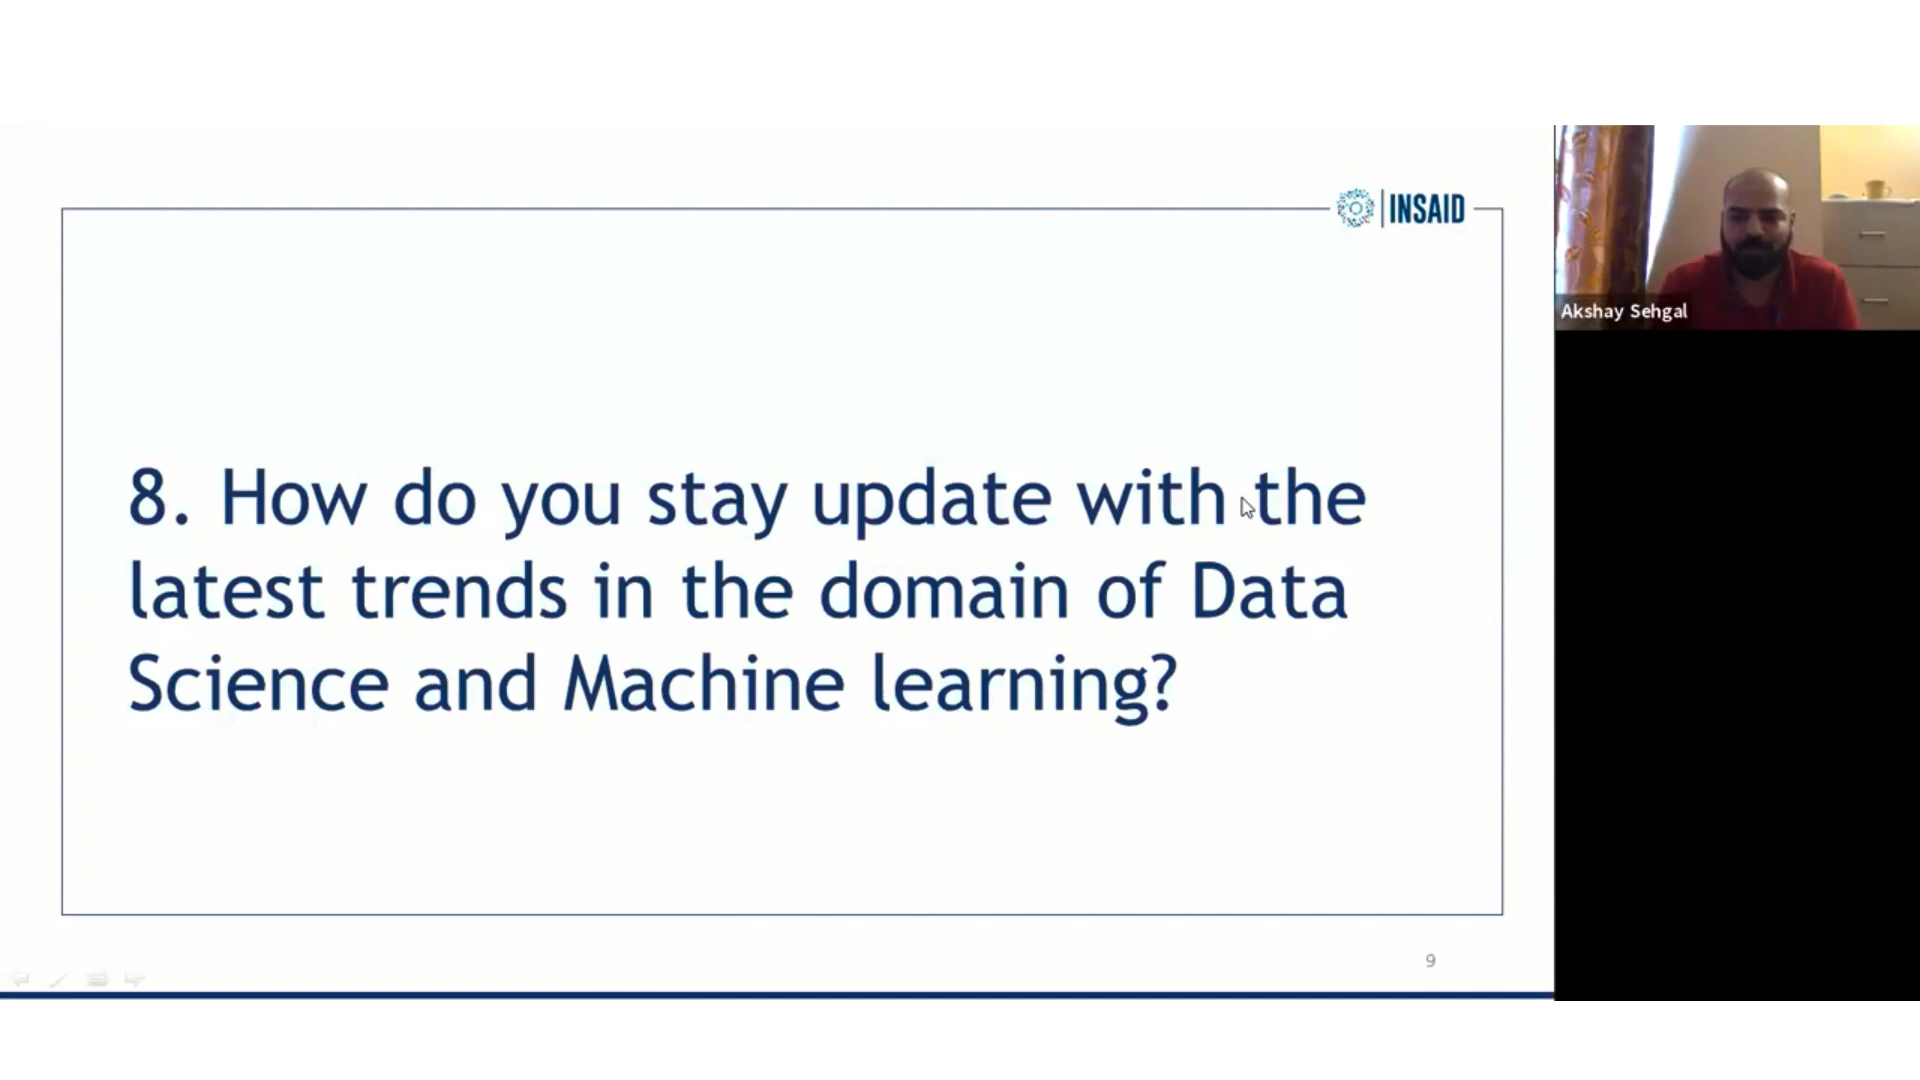 INSAID
8. How do you stay update with the
latest trends in the domain of Data
Science and Machine learning?
9
Akshay Sehgal